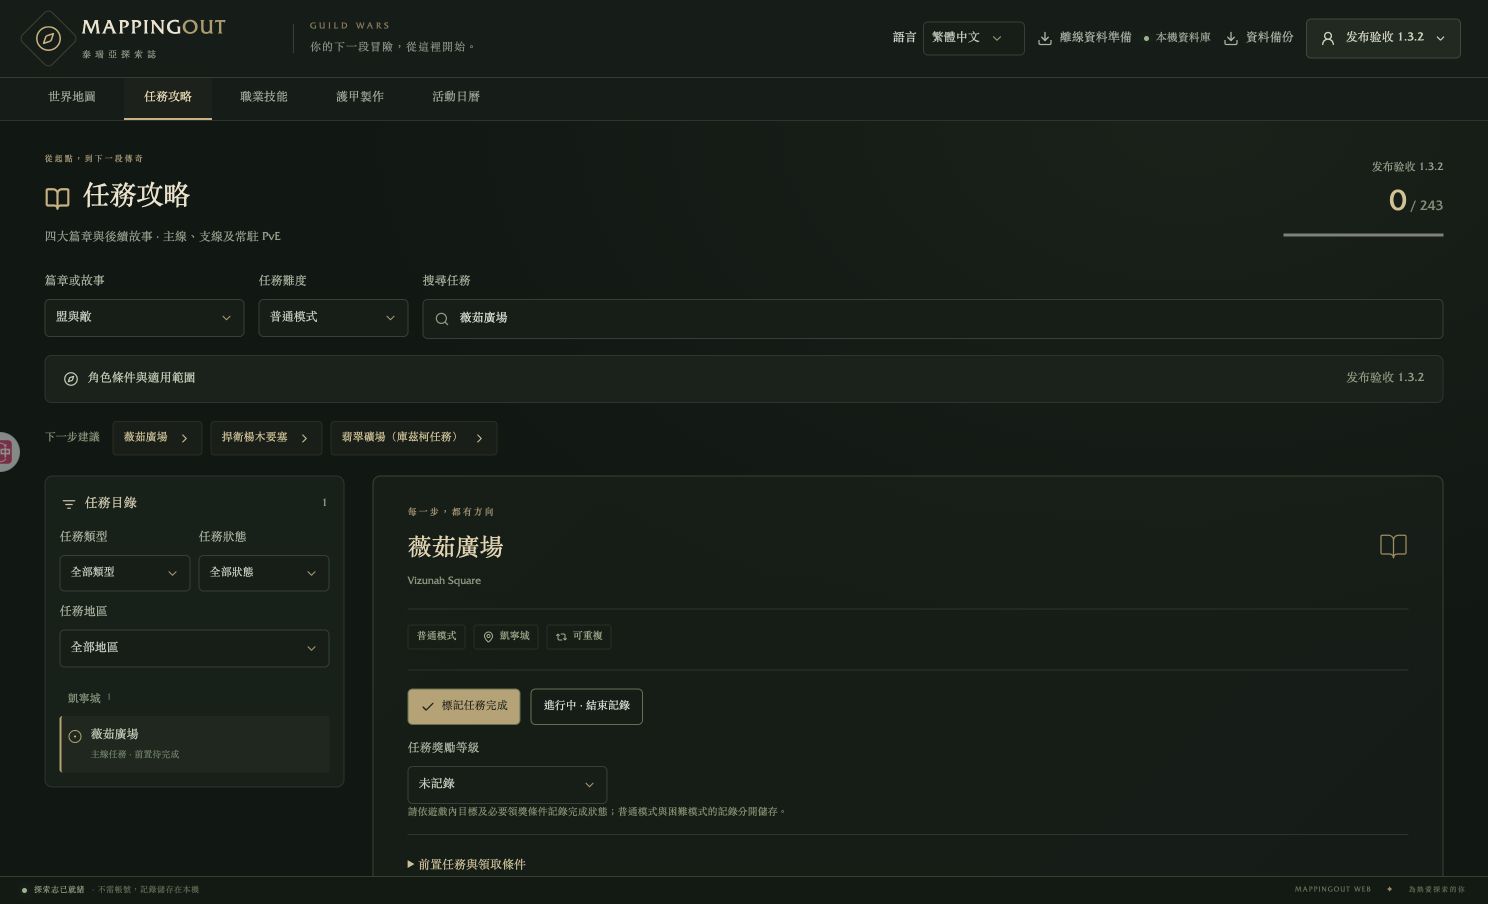 MAPPINGOUT
泰瑞亞探索誌
GUILD WARS
你的下一段冒險，從這裡開始。
語言
繁體中文
離線資料準備
本機資料庫
資料備份
发布验收 1.3.2
世界地圖
任務攻略
職業技能
護甲製作
活動日曆
從起點，到下一段傳奇
任務攻略
四大篇章與後續故事 · 主線、支線及常駐 PvE
发布验收 1.3.2
0 / 243
篇章或故事
任務難度
搜尋任務
盟與敵
普通模式
薇茹廣場
角色條件與適用範圍
发布验收 1.3.2
下一步建議
薇茹廣場
捍衛楊木要塞
翡翠礦場（庫茲柯任務）
任務目錄
1
任務類型
任務狀態
全部類型
全部狀態
任務地區
全部地區
凱寧城 1
薇茹廣場
主線任務 · 前置待完成
每一步，都有方向
薇茹廣場
Vizunah Square
普通模式
凱寧城
可重複
標記任務完成
進行中 · 結束記錄
任務獎勵等級
未記錄
請依遊戲內目標及必要領獎條件記錄完成狀態；普通模式與困難模式的記錄分開儲存。
前置任務與領取條件
中
探索志已就緒 · 不需帳號，記錄儲存在本機
MAPPINGOUT WEB ✦ 為熱愛探索的你